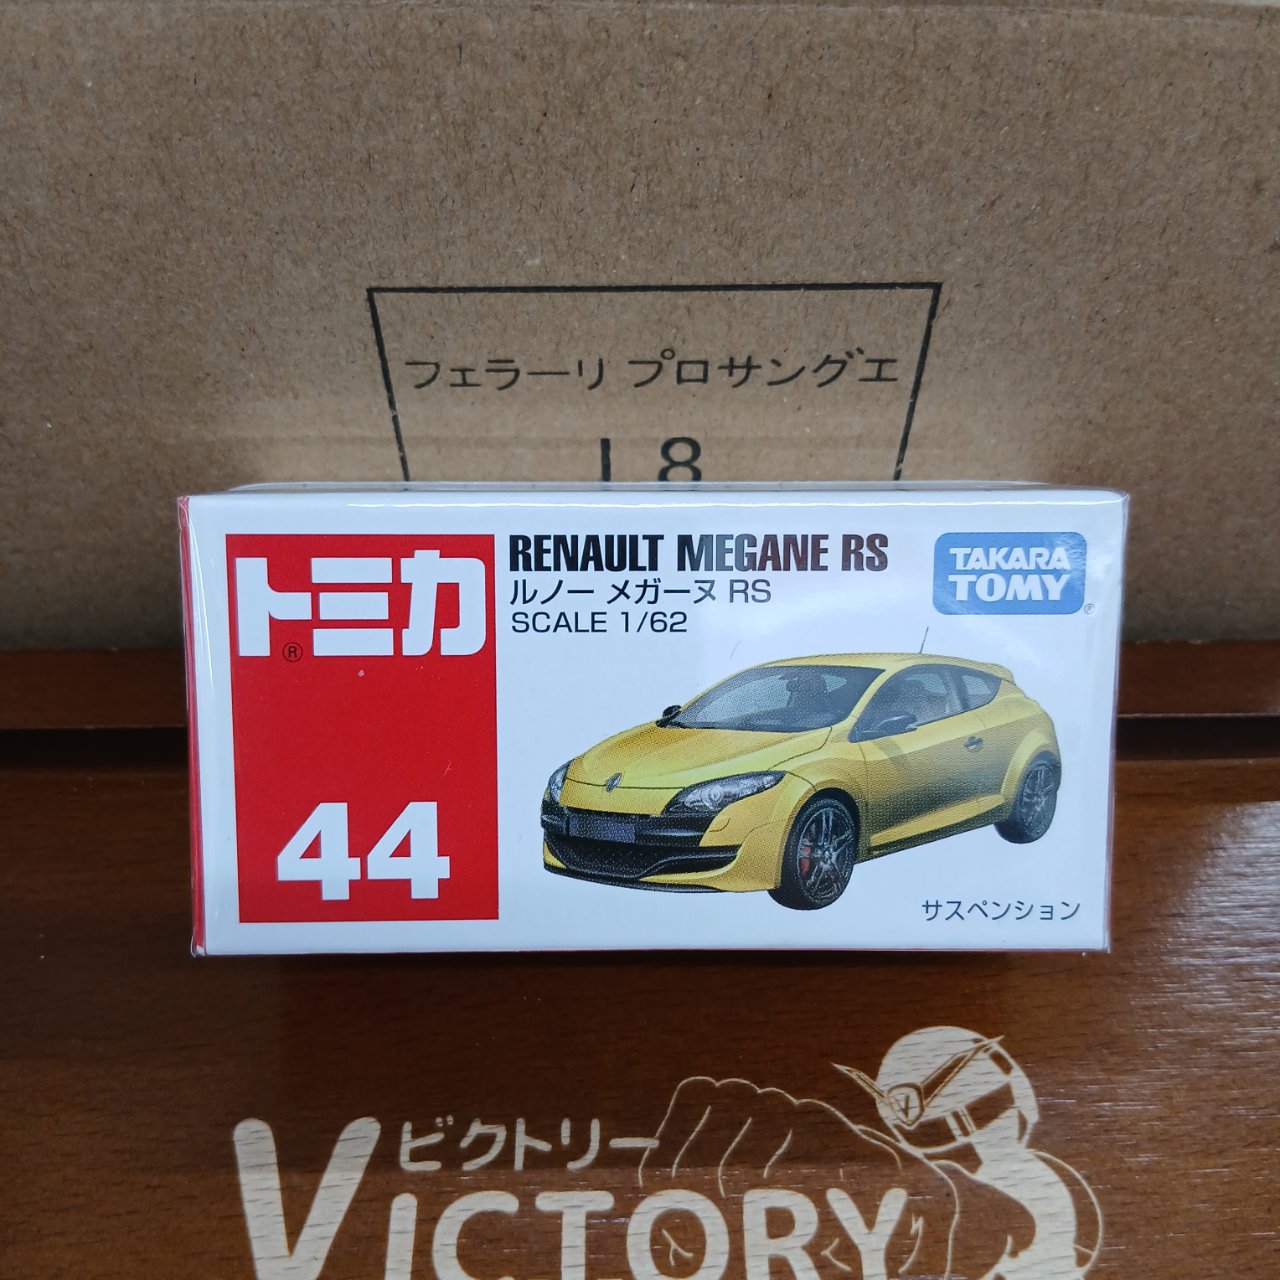 フェラーリ プロサングエ
18
トミカ
®
44
RENAULT MEGANE RS
ルノー メガーヌ RS
SCALE 1/62
TAKARA
TOMY
®
サスペンション
ビクトリー
VICTORY
V